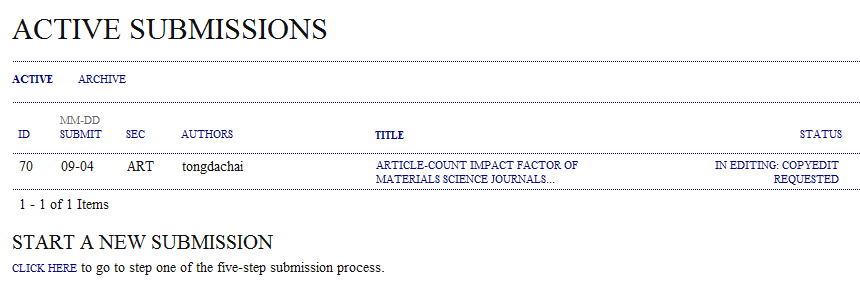 ACTIVE SUBMISSIONS
ACTIVE ARCHIVE
MM-DD
ID SUBMIT SEC AUTHORS TITLE STATUS
70 09-04 ART tongdachai ARTICLE-COUNT IMPACT FACTOR OF IN EDITING: COPYEDIT
MATERIALS SCIENCE JOURNALS... REQUESTED
1 - 1 of 1 Items
START A NEW SUBMISSION
CLICK HERE to go to step one of the five-step submission process.